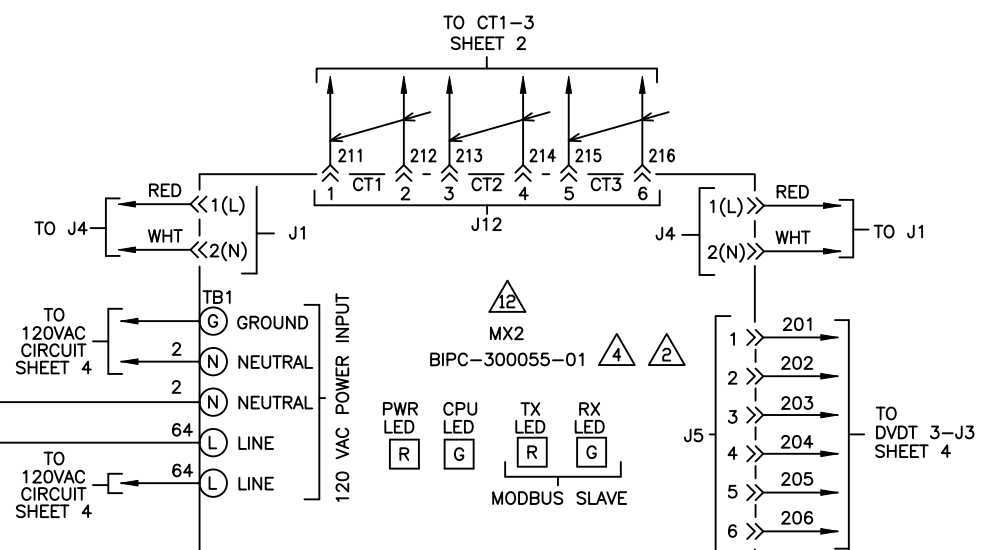 TO CT1-3
SHEET 2
211 212 213 214 215 216
CT1 CT2 CT3
1 2 3 4 5 6
J12
RED
1(L)
TO J4
WHT
2(N)
J1
RED
1(L)
J4
WHT
2(N)
TO J1
TB1
TO
120VAC
CIRCUIT
SHEET 4
G GROUND
2 N NEUTRAL
2 N NEUTRAL
64 L LINE
64 L LINE
TO
120VAC
CIRCUIT
SHEET 4
120 VAC POWER INPUT
12
MX2
BIPC-300055-01
4
2
PWR
LED
R
CPU
LED
G
TX
LED
R
RX
LED
G
MODBUS SLAVE
J5
1 201
2 202
3 203
4 204
5 205
6 206
TO
DVDT 3-J3
SHEET 4